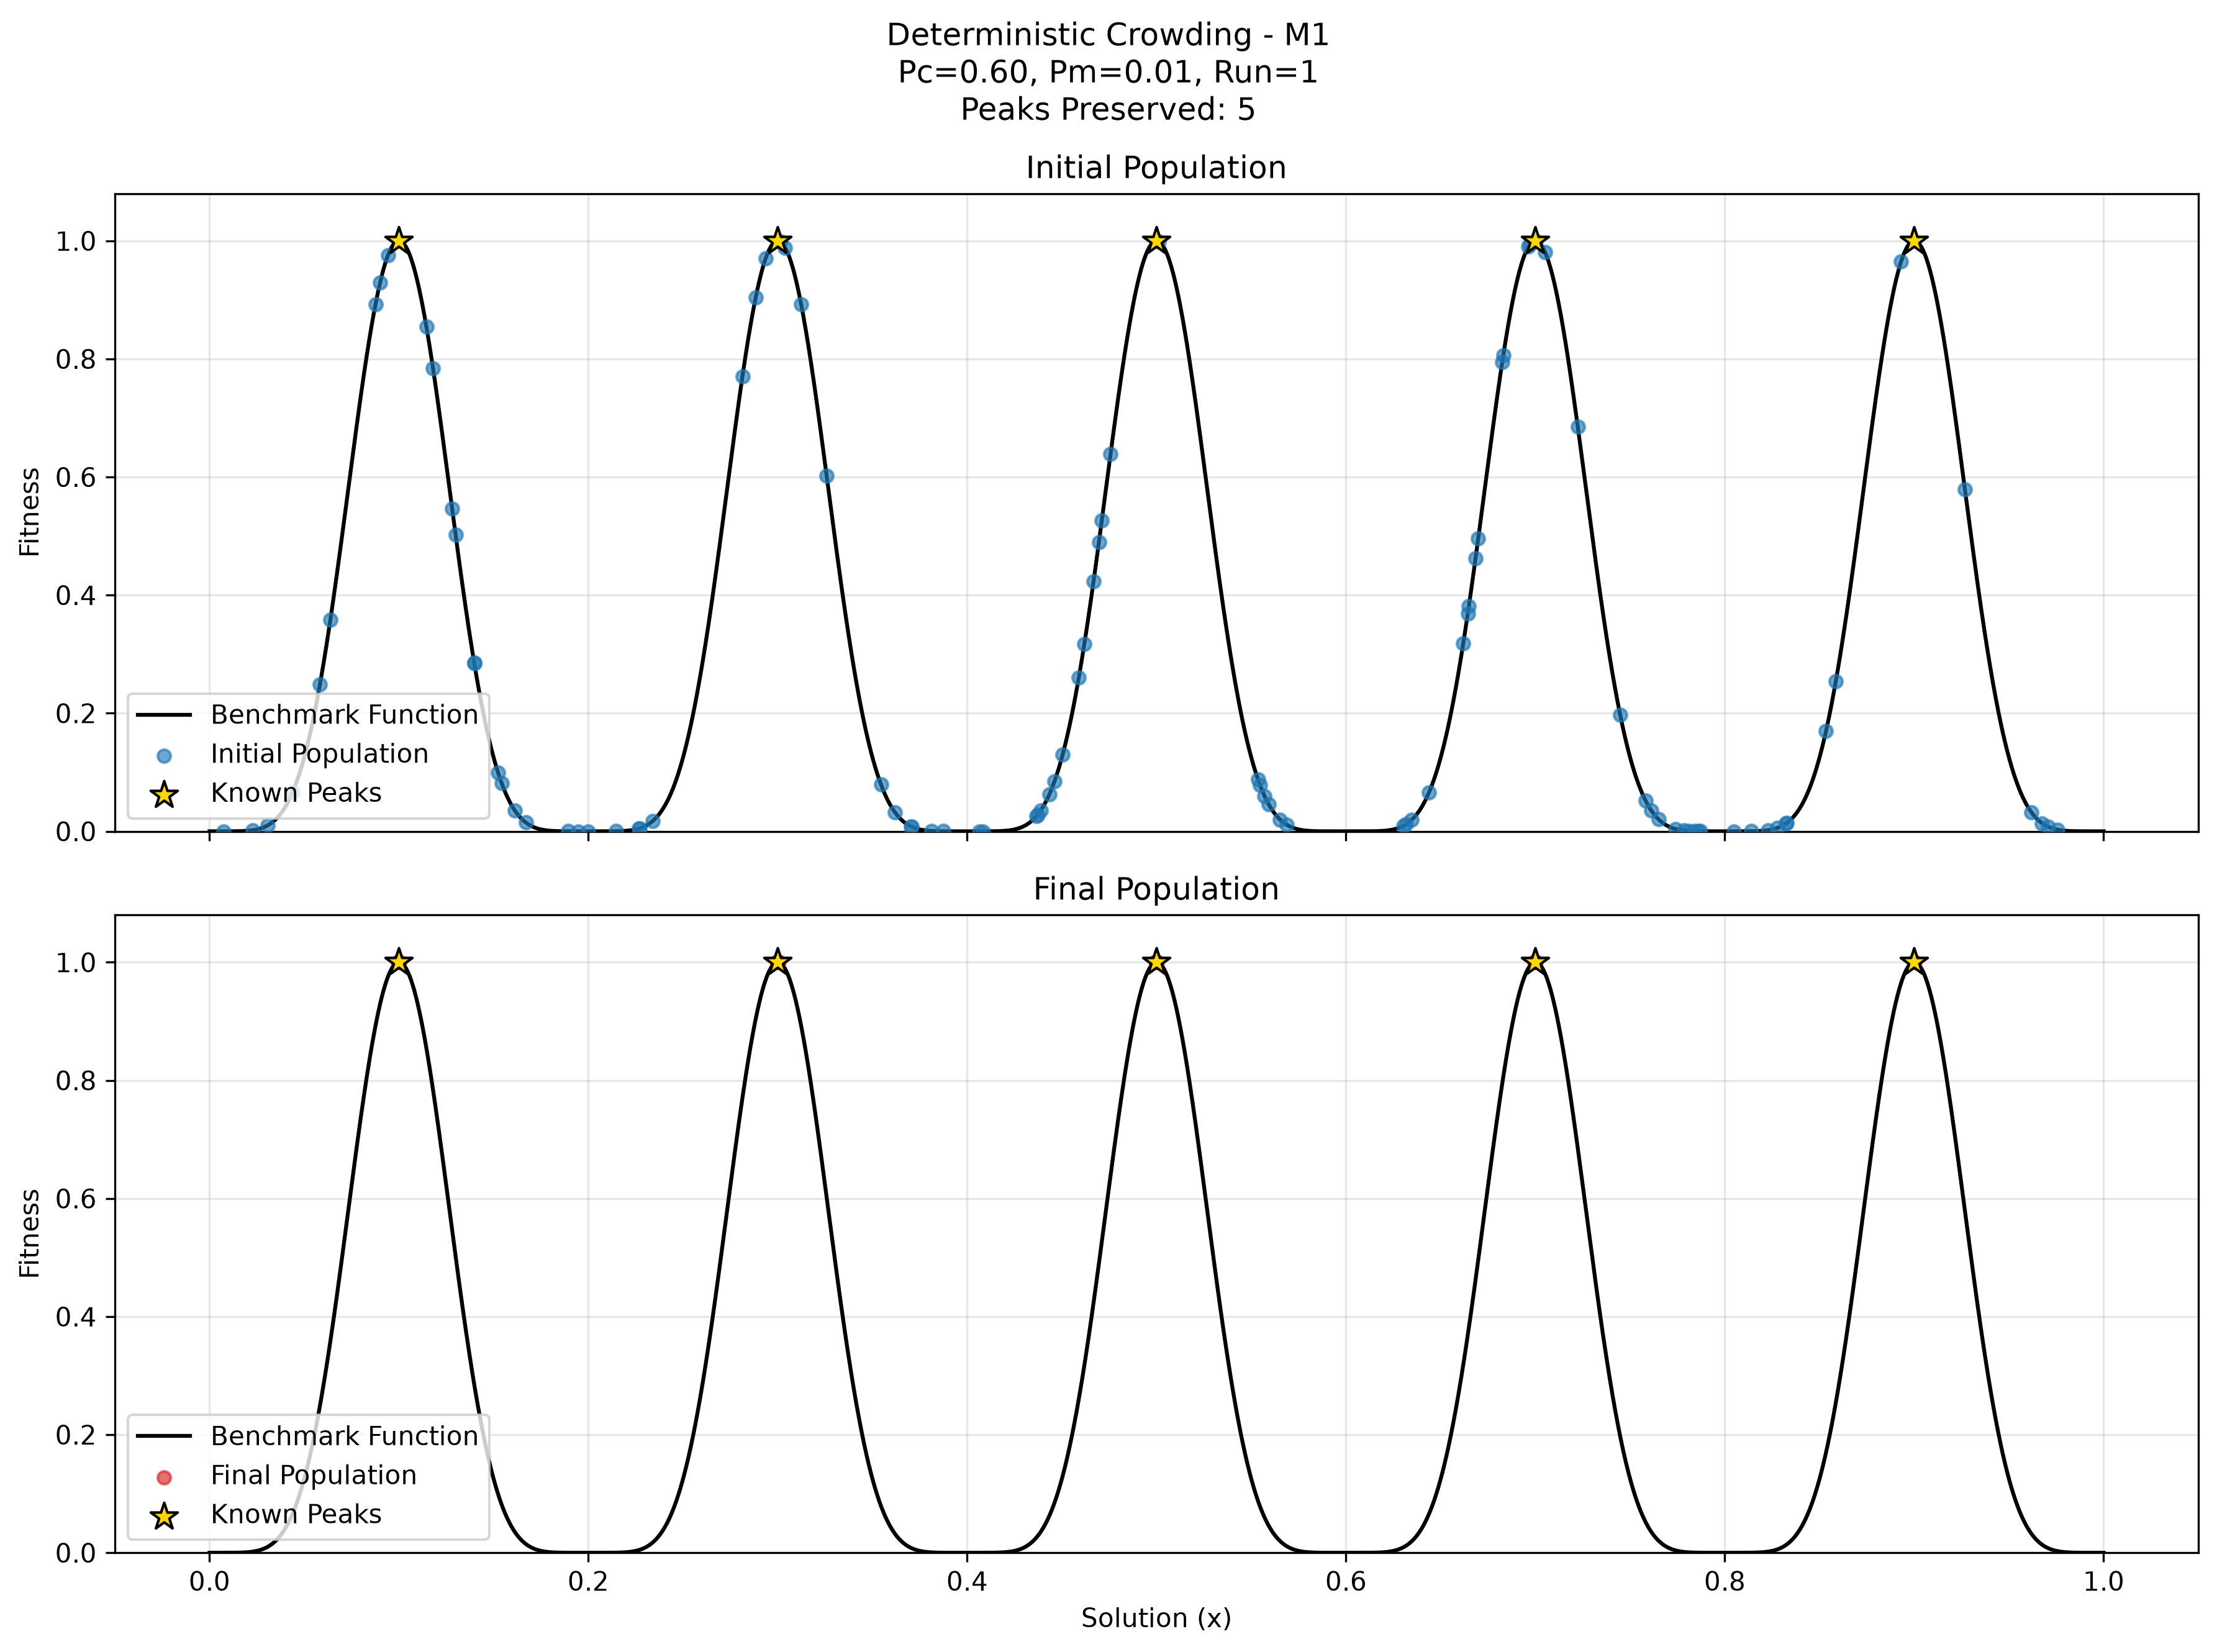 Deterministic Crowding - M1
Pc=0.60, Pm=0.01, Run=1
Peaks Preserved: 5
Initial Population
Fitness
1.0
0.8
0.6
0.4
0.2
0.0
Benchmark Function
Initial Population
Known Peaks
Final Population
Fitness
1.0
0.8
0.6
0.4
0.2
0.0
Benchmark Function
Final Population
Known Peaks
0.0 0.2 0.4 0.6 0.8 1.0
Solution (x)